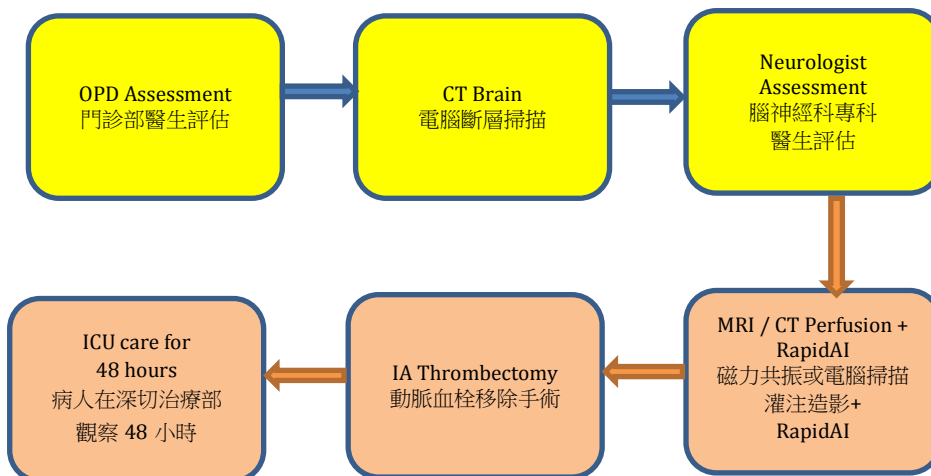 OPD Assessment
門診部醫生評估
CT Brain
電腦斷層掃描
Neurologist
Assessment
腦神經科專科
醫生評估
MRI / CT Perfusion +
RapidAI
磁力共振或電腦掃描
灌注造影+
RapidAI
IA Thrombectomy
動脈血栓移除手術
ICU care for
48 hours
病人在深切治療部
觀察 48 小時